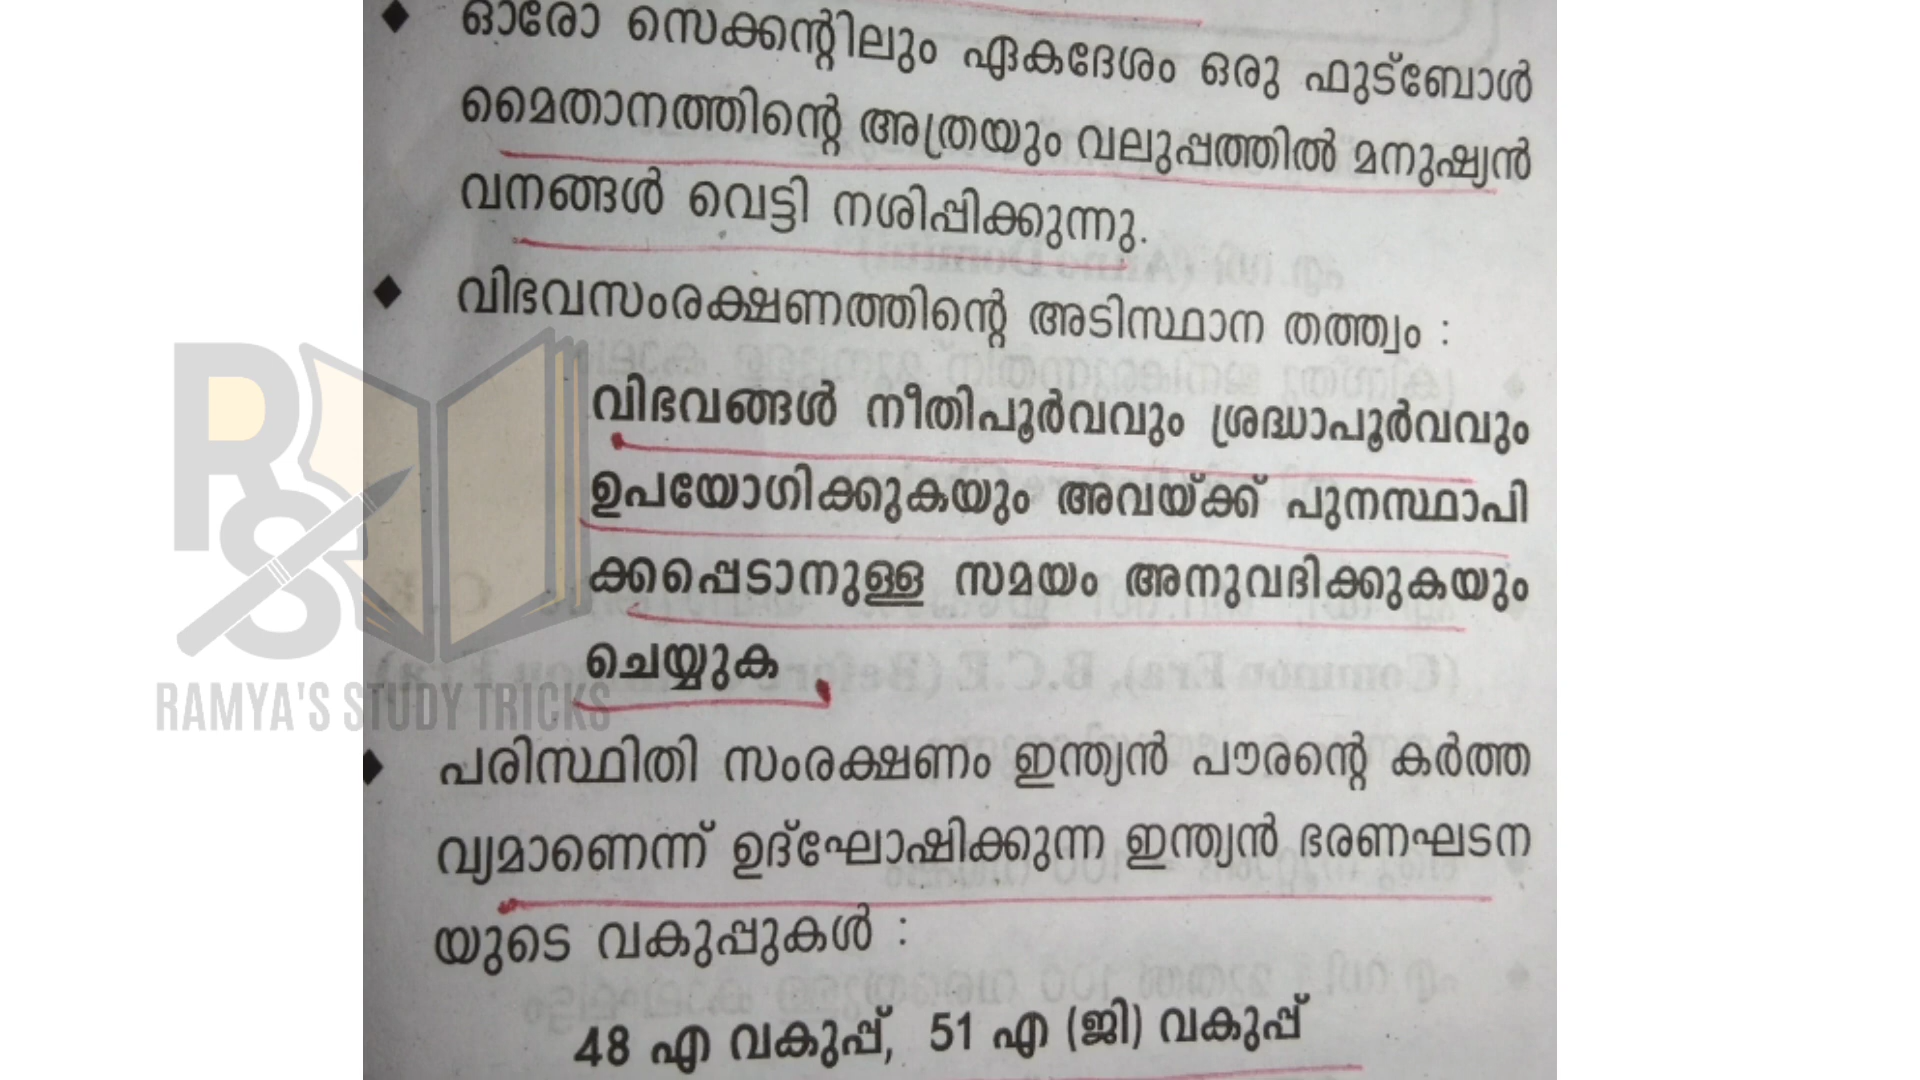 ഓരോ സെക്കന്റിലും ഏകദേശം ഒരു ഫുട്ബോൾ
മൈതാനത്തിന്റെ അത്രയും വലുപ്പത്തിൽ മനുഷ്യൻ
വനങ്ങൾ വെട്ടി നശിപ്പിക്കുന്നു.
വിഭവസംരക്ഷണത്തിന്റെ അടിസ്ഥാന തത്ത്വം :
വിഭവങ്ങൾ നീതിപൂർവവും ശ്രദ്ധാപൂർവവും
ഉപയോഗിക്കുകയും അവയ്ക്ക് പുനസ്ഥാപി
ക്കപ്പെടാനുള്ള സമയം അനുവദിക്കുകയും
ചെയ്യുക
RAMYA'S STUDY TRICKS
പരിസ്ഥിതി സംരക്ഷണം ഇന്ത്യൻ പൗരന്റെ കർത്ത
വ്യമാണെന്ന് ഉദ്ഘോഷിക്കുന്ന ഇന്ത്യൻ ഭരണഘടന
യുടെ വകുപ്പുകൾ :
48 എ വകുപ്പ്, 51 എ (ജി) വകുപ്പ്